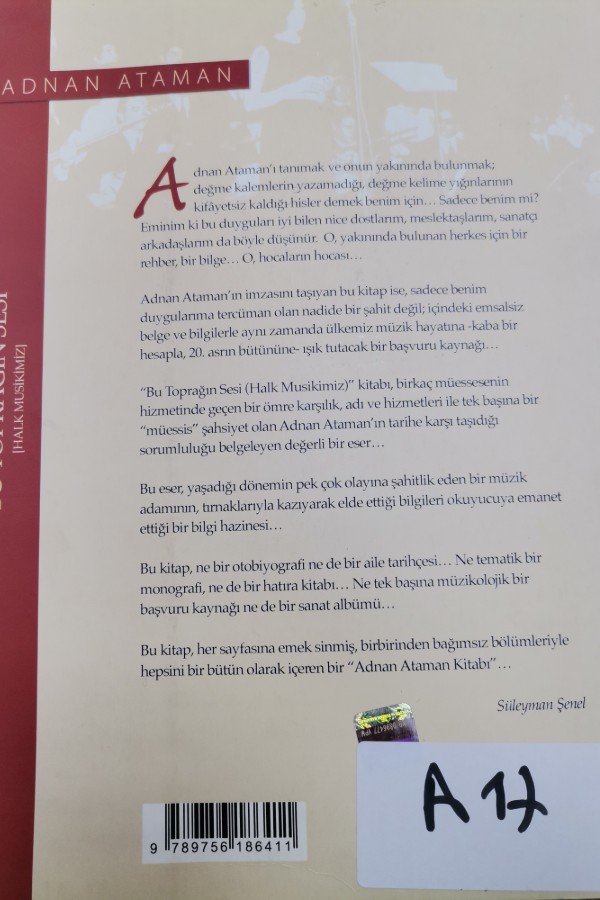 ADNAN ATAMAN
Adnan Ataman'ı tanımak ve onun yakınında bulunmak;
değme kalemlerin yazamadığı, değme kelime yığınlarının
kifâyetsiz kaldığı hisler demek benim için… Sadece benim mi?
Eminim ki bu duyguları iyi bilen nice dostlarım, meslektaşlarım, sanatçı
arkadaşlarım da böyle düşünür. O, yakınında bulunan herkes için bir
rehber, bir bilge… O, hocaların hocası…
Adnan Ataman'ın imzasını taşıyan bu kitap ise, sadece benim
duygularıma tercüman olan nadide bir şahit değil; içindeki emsalsiz
belge ve bilgilerle aynı zamanda ülkemiz müzik hayatına -kaba bir
hesapla, 20. asrın bütününe- ışık tutacak bir başvuru kaynağı…
"Bu Toprağın Sesi (Halk Musikimiz)" kitabı, birkaç müessesenin
hizmetinde geçen bir ömre karşılık, adı ve hizmetleri ile tek başına bir
"müessis" şahsiyet olan Adnan Ataman'ın tarihe karşı taşıdığı
sorumluluğu belgeleyen değerli bir eser…
Bu eser, yaşadığı dönemin pek çok olayına şahitlik eden bir müzik
adamının, tırnaklarıyla kazıyarak elde ettiği bilgileri okuyucuya emanet
ettiği bir bilgi hazinesi…
Bu kitap, ne bir otobiyografi ne de bir aile tarihçesi… Ne tematik bir
monografi, ne de bir hatıra kitabı… Ne tek başına müzikolojik bir
başvuru kaynağı ne de bir sanat albümü…
Bu kitap, her sayfasına emek sinmiş, birbirinden bağımsız bölümleriyle
hepsini bir bütün olarak içeren bir "Adnan Ataman Kitabı"…
Süleyman Şenel
[HALK MUSİKİMİZ]
A 17
9 789756 186411